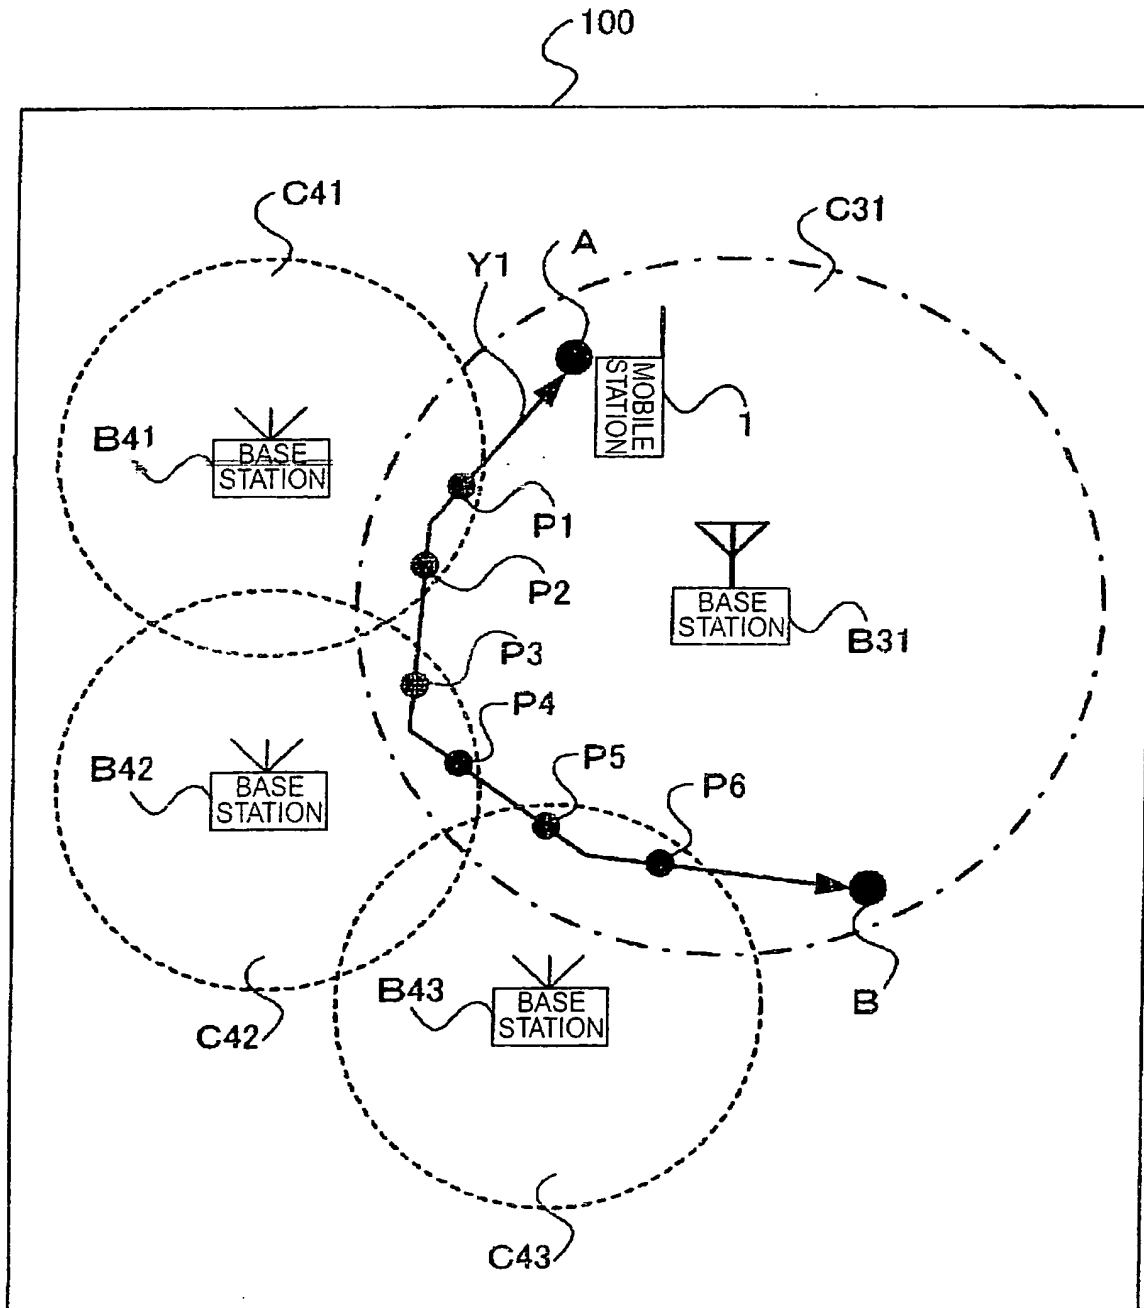 100
C41
C31
A
Y1
MOBILE
STATION
1
B41
BASE
STATION
P1
P2
BASE
STATION
B31
P3
P4
B42
BASE
STATION
P5
P6
B43
BASE
STATION
B
C42
C43